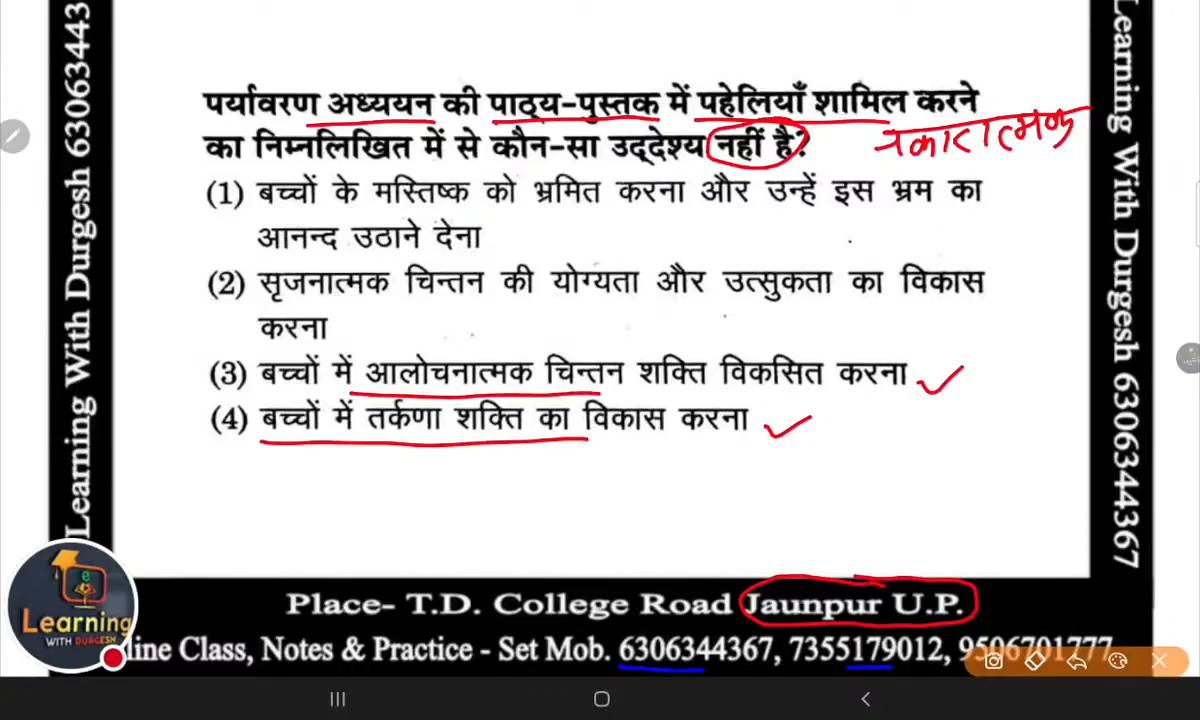 पर्यावरण अध्ययन की पाठ्य-पुस्तक में पहेलियाँ शामिल करने
का निम्नलिखित में से कौन-सा उद्देश्य नहीं है?
नकारात्मक
(1) बच्चों के मस्तिष्क को भ्रमित करना और उन्हें इस भ्रम का
आनन्द उठाने देना
(2) सृजनात्मक चिन्तन की योग्यता और उत्सुकता का विकास
करना
(3) बच्चों में आलोचनात्मक चिन्तन शक्ति विकसित करना
(4) बच्चों में तर्कणा शक्ति का विकास करना
Learning With Durgesh 63063443
Learning With Durgesh 6306344367
e
Learning
WITH DURGESH
Place- T.D. College Road Jaunpur U.P.
line Class, Notes & Practice - Set Mob. 6306344367, 7355179012, 9506701777